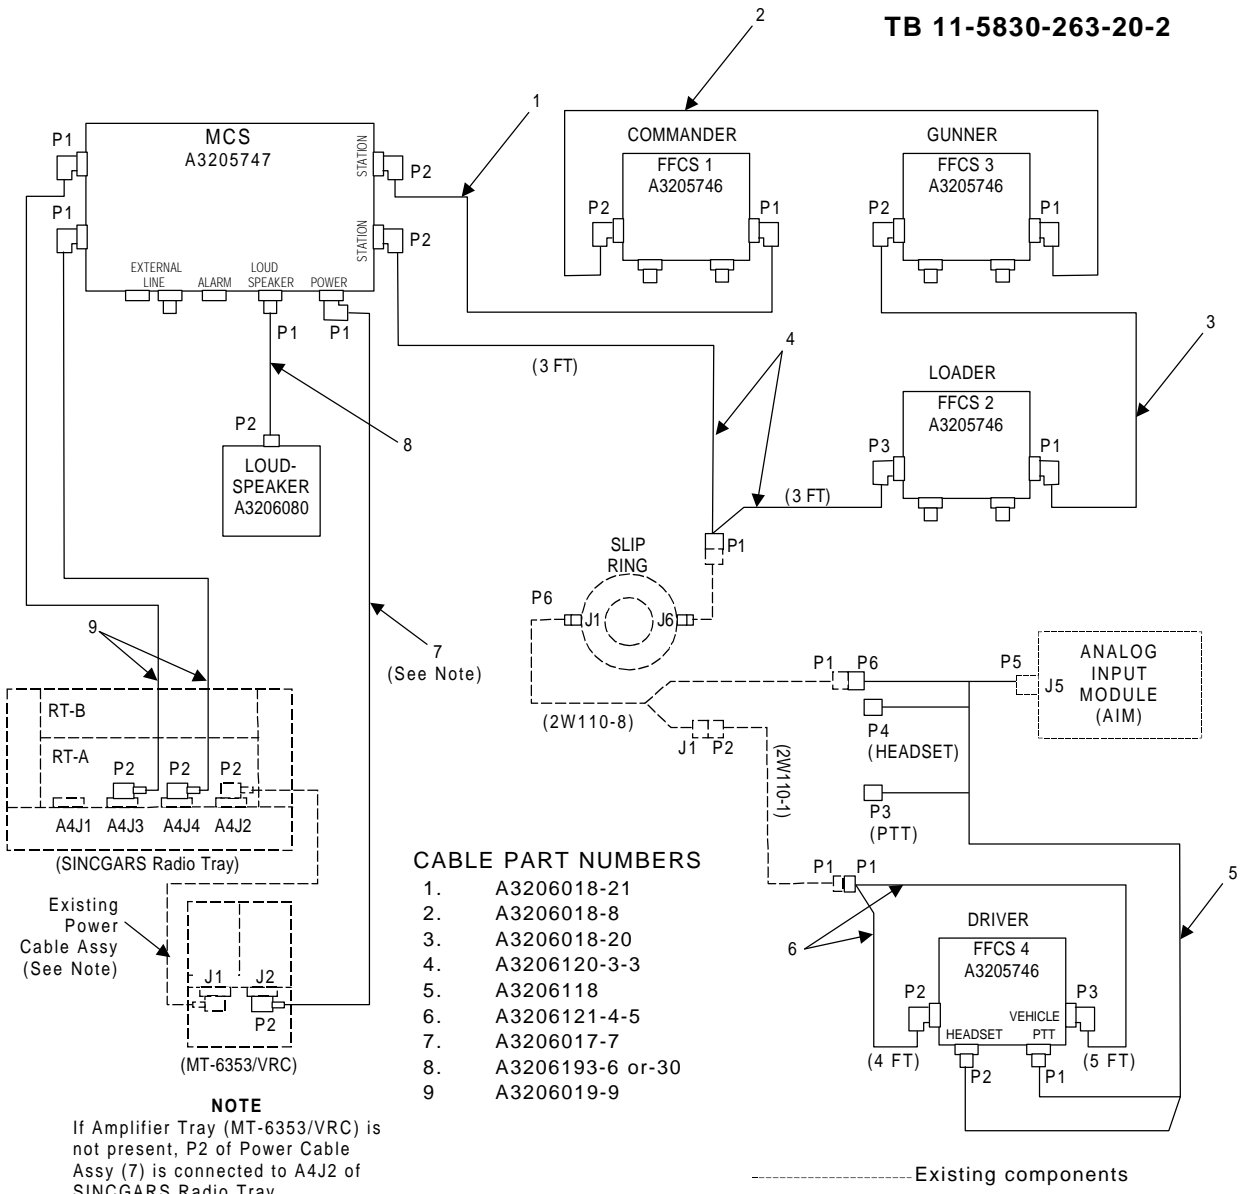 TB 11-5830-263-20-2
2
1
P1
MCS
A3205747
STATION
P2
P1
STATION
P2
EXTERNAL
LINE
ALARM
LOUD
SPEAKER
POWER
P1
P1
COMMANDER
FFCS 1
A3205746
P2
P1
GUNNER
FFCS 3
A3205746
P2
P1
(3 FT)
4
3
P2
LOUD-
SPEAKER
A3206080
8
LOADER
FFCS 2
A3205746
P3
P1
(3 FT)
P1
SLIP
RING
P6
J1
J6
9
7
(See Note)
RT-B
RT-A
P2
P2
P2
A4J1
A4J3
A4J4
A4J2
(SINCGARS Radio Tray)
(2W110-8)
P1
P6
P5
J5
ANALOG
INPUT
MODULE
(AIM)
P4
(HEADSET)
J1
P2
(2W110-1)
P3
(PTT)
P1
P1
5
6
DRIVER
FFCS 4
A3205746
P2
P3
VEHICLE
HEADSET
PTT
(4 FT)
P2
P1
(5 FT)
Existing
Power
Cable Assy
(See Note)
J1
J2
P2
(MT-6353/VRC)
CABLE PART NUMBERS
1. A3206018-21
2. A3206018-8
3. A3206018-20
4. A3206120-3-3
5. A3206118
6. A3206121-4-5
7. A3206017-7
8. A3206193-6 or-30
9 A3206019-9
NOTE
If Amplifier Tray (MT-6353/VRC) is
not present, P2 of Power Cable
Assy (7) is connected to A4J2 of
SINCGARS Radio Tray
Existing components